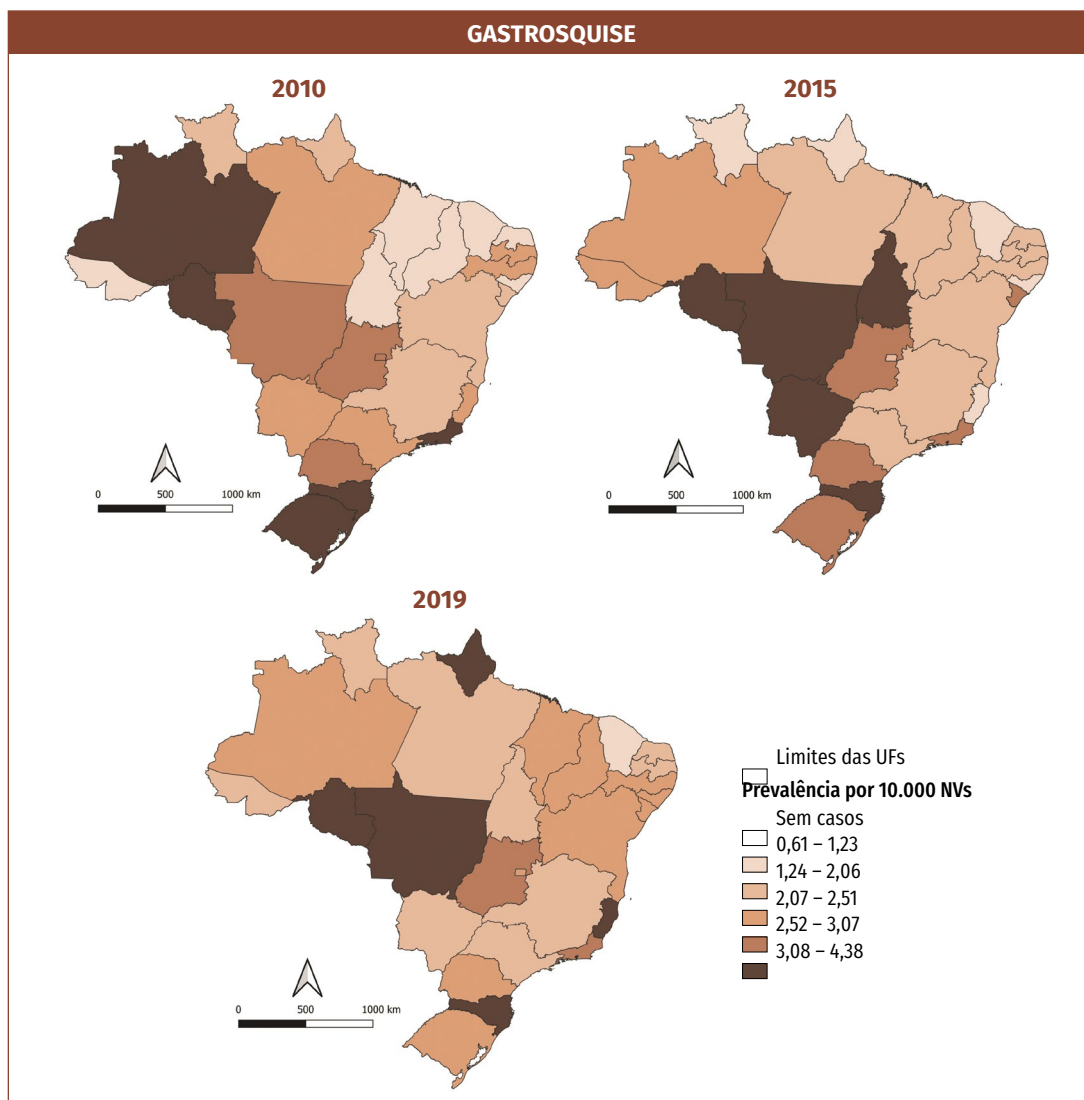 GASTROSQUISE
2010
2015
0 500 1000 km
0 500 1000 km
2019
0 500 1000 km
Limites das UFs
Prevalência por 10.000 NVs
Sem casos
0,61 – 1,23
1,24 – 2,06
2,07 – 2,51
2,52 – 3,07
3,08 – 4,38